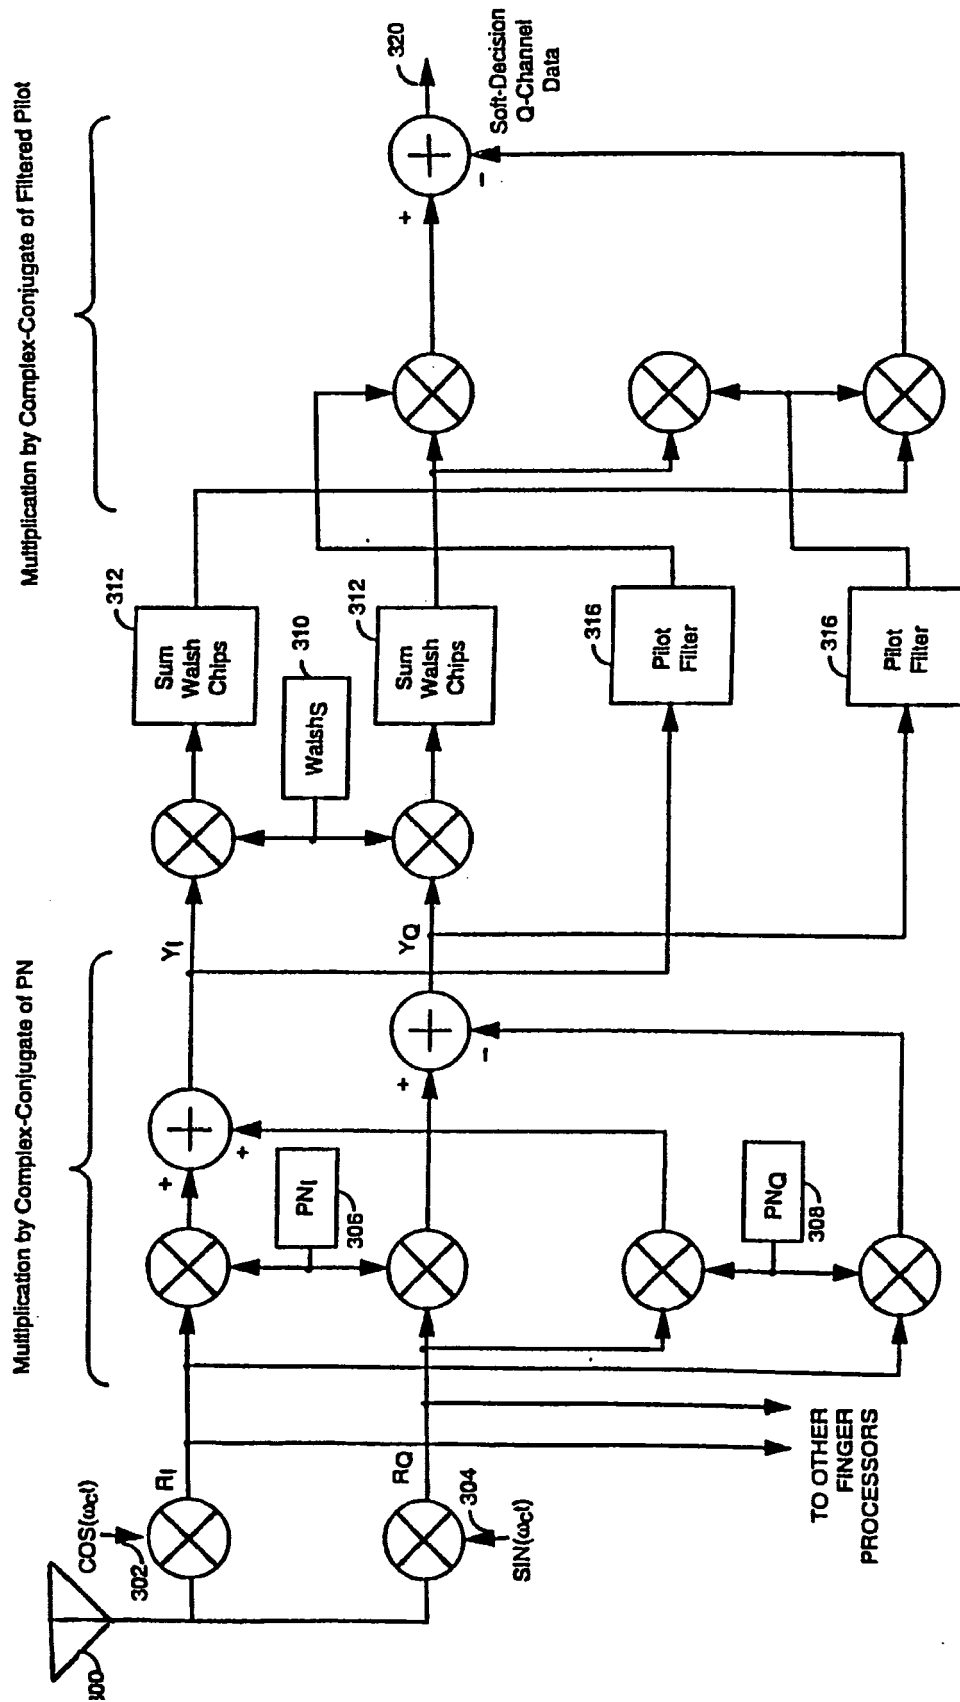 Multiplication by Complex-Conjugate of PN
Multiplication by Complex-Conjugate of Filtered Pilot
COS(ωct)
302
RI
+
+
YI
Sum
Walsh
Chips
312
PNI
306
WalshS
310
RQ
304
SIN(ωct)
+
-
YQ
Sum
Walsh
Chips
312
+
-
320
Soft-Decision
Q-Channel
Data
Pilot
Filter
316
PNQ
308
Pilot
Filter
316
TO OTHER
FINGER
PROCESSORS